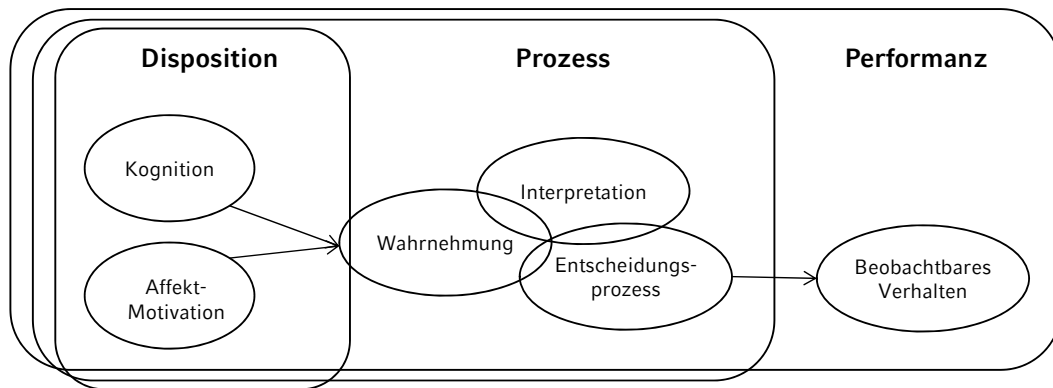 Disposition
Prozess
Performanz
Kognition
Affekt-
Motivation
Wahrnehmung
Interpretation
Entscheidungs-
prozess
Beobachtbares
Verhalten